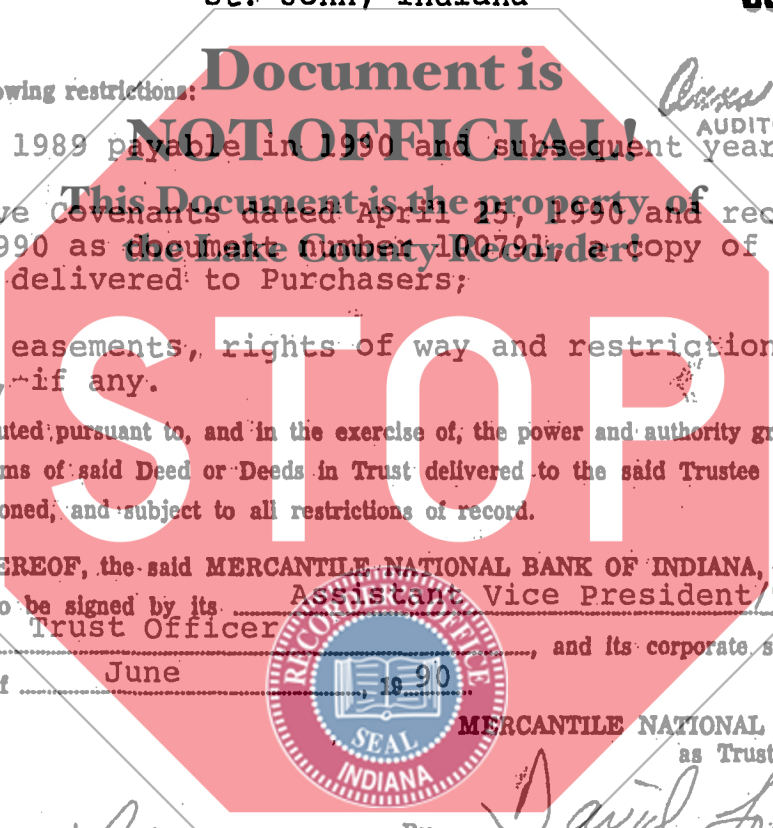 St. John, Indiana
Document is
owing restrictions:
NOT OFFICIAL!
AUDIT
1989 payable in 1990 and subsequent year
This Document is the property of
ve Covenants dated April 25, 1990 and rec
the Lake County Recorder!
990 as document number 100791, a copy of
delivered to Purchasers;
easements, rights of way and restriction
, if any.
STOP
uted pursuant to, and in the exercise of, the power and authority gr
ms of said Deed or Deeds in Trust delivered to the said Trustee
oned, and subject to all restrictions of record.
EREOF, the said MERCANTILE NATIONAL BANK OF INDIANA,
o be signed by its Assistant Vice President/
Trust Officer, and its corporate s
f June, 19 90.
RECORDER'S OFFICE
SEAL
INDIANA
MERCANTILE NATIONAL
as Trust
By
David